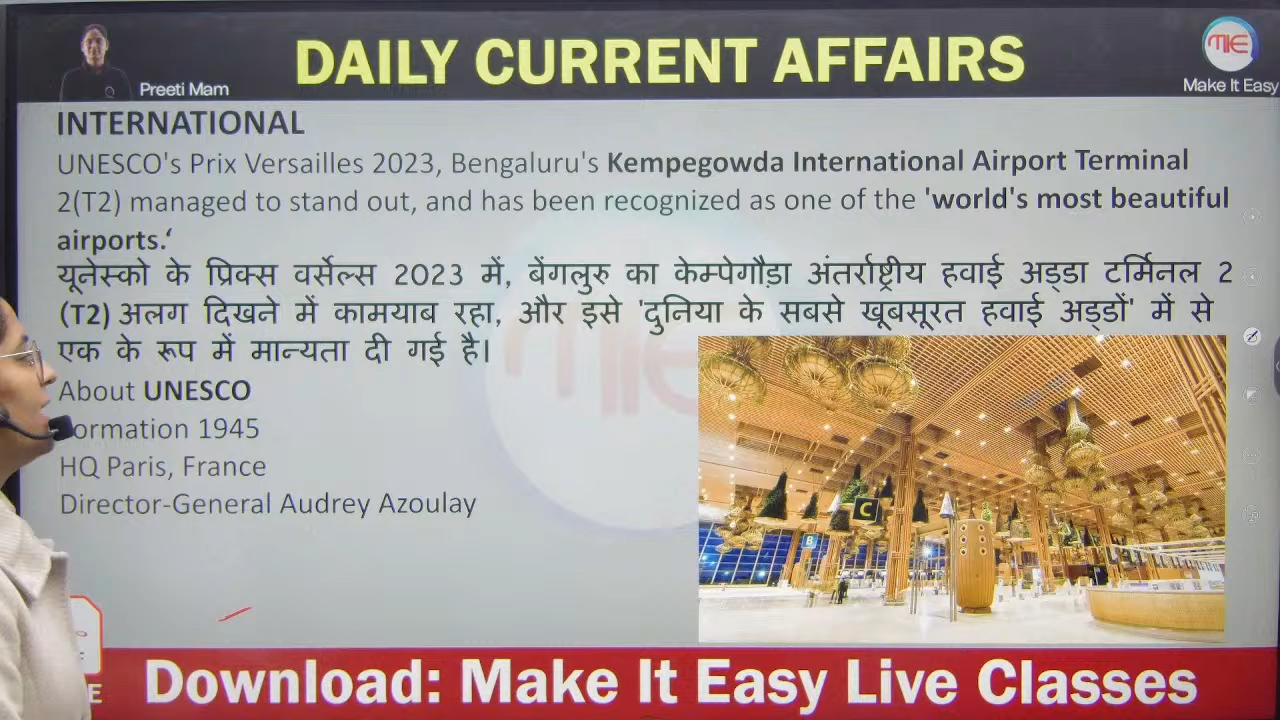 DAILY CURRENT AFFAIRS
Preeti Mam
MIE
Make It Easy
INTERNATIONAL
UNESCO's Prix Versailles 2023, Bengaluru's Kempegowda International Airport Terminal
2(T2) managed to stand out, and has been recognized as one of the 'world's most beautiful
airports.‘
यूनेस्को के प्रिक्स वर्सेल्स 2023 में, बेंगलुरु का केम्पेगौड़ा अंतर्राष्ट्रीय हवाई अड्डा टर्मिनल 2
(T2) अलग दिखने में कामयाब रहा, और इसे 'दुनिया के सबसे खूबसूरत हवाई अड्डों' में से
एक के रूप में मान्यता दी गई है।
About UNESCO
ormation 1945
HQ Paris, France
Director-General Audrey Azoulay
C
B
E
Download: Make It Easy Live Classes